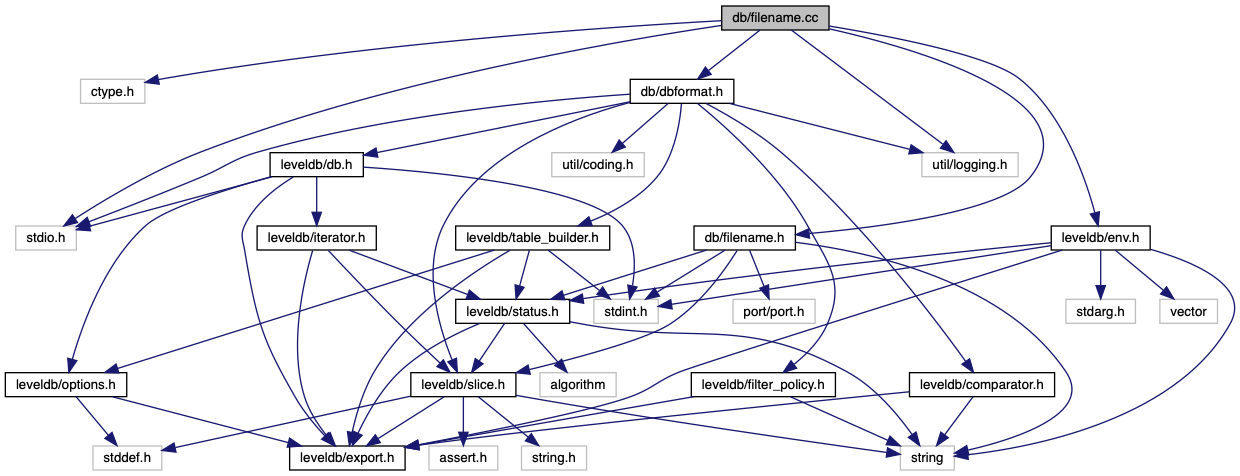 db/filename.cc
ctype.h
db/dbformat.h
leveldb/db.h
util/coding.h
util/logging.h
stdio.h
leveldb/iterator.h
leveldb/table_builder.h
db/filename.h
leveldb/env.h
leveldb/status.h
stdint.h
port/port.h
stdarg.h
vector
leveldb/options.h
leveldb/slice.h
algorithm
leveldb/filter_policy.h
leveldb/comparator.h
stddef.h
leveldb/export.h
assert.h
string.h
string